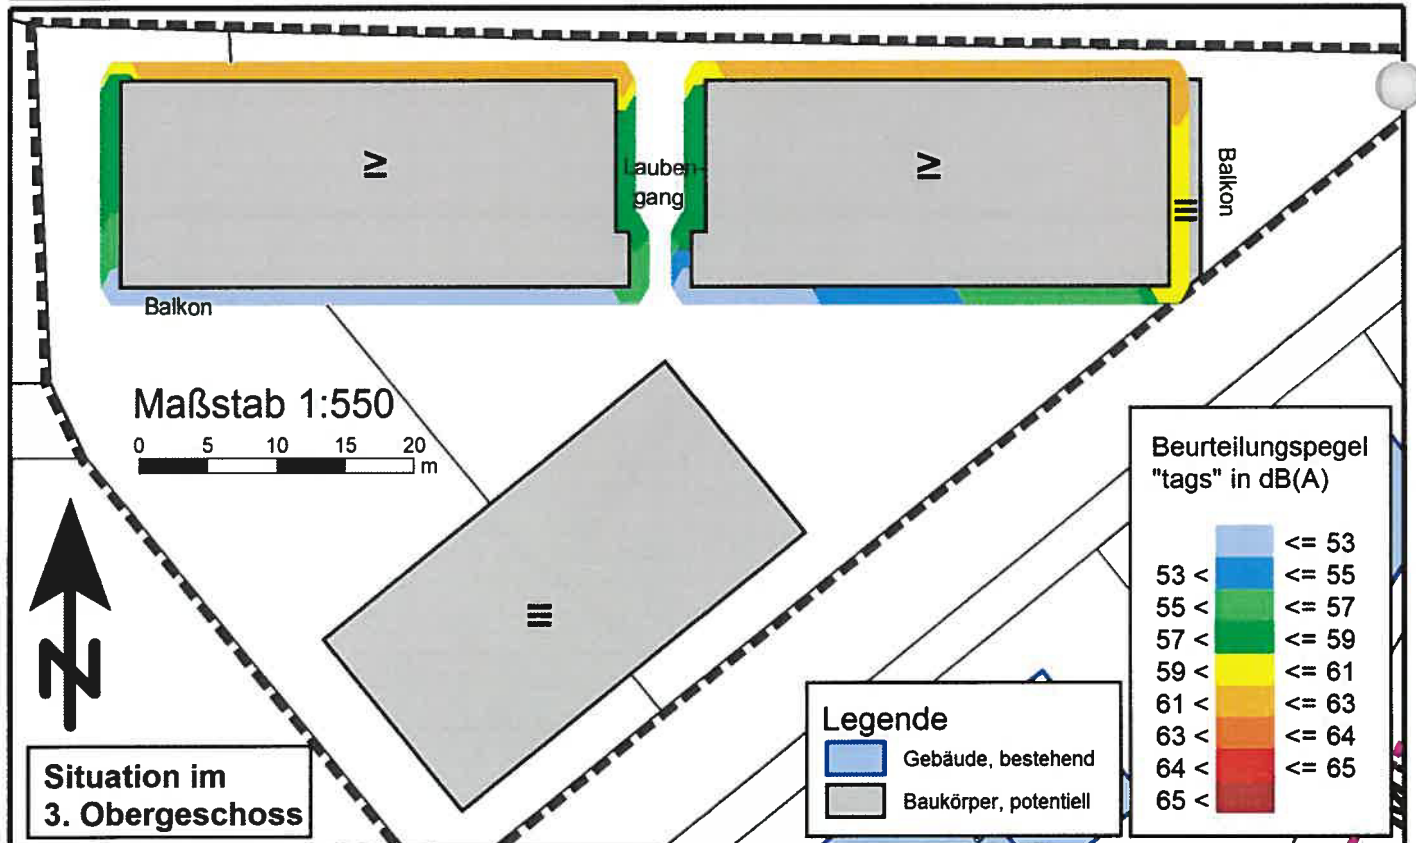 IV
IV
Lauben-
gang
Balkon
III
Balkon
Maßstab 1:550
0 5 10 15 20
m
Beurteilungspegel
"tags" in dB(A)
<= 53
53 < <= 55
55 < <= 57
57 < <= 59
59 < <= 61
61 < <= 63
63 < <= 64
64 < <= 65
65 <
III
N
Legende
Gebäude, bestehend
Baukörper, potentiell
Situation im
3. Obergeschoss